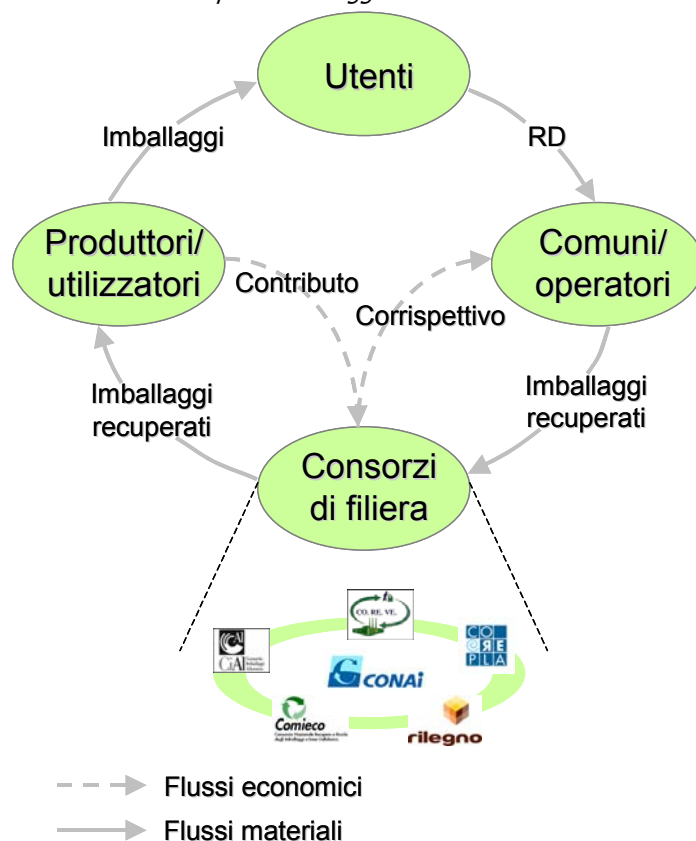 Utenti
Imballaggi
RD
Produttori/
utilizzatori
Comuni/
operatori
Contributo
Corrispettivo
Imballaggi
recuperati
Imballaggi
recuperati
Consorzi
di filiera
CO. RE. VE.
CiAl
CO
RE
PLA
CONAI
Comieco
rilegno
Flussi economici
Flussi materiali